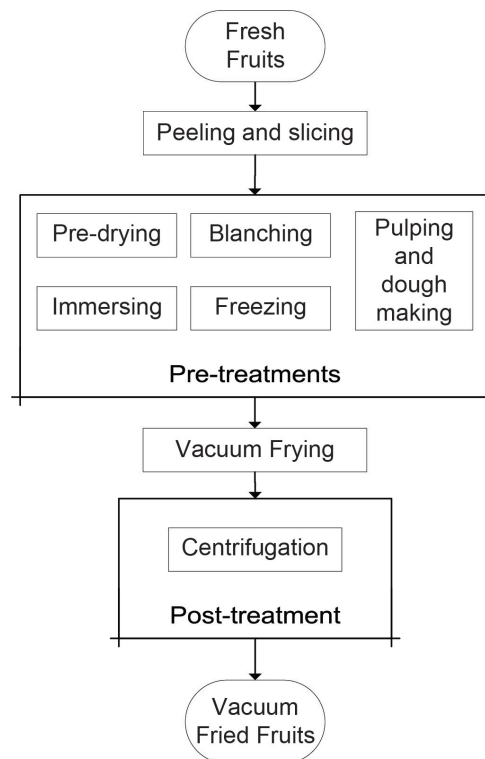 Fresh
Fruits
Peeling and slicing
Pre-drying
Blanching
Pulping
and
dough
making
Immersing
Freezing
Pre-treatments
Vacuum Frying
Centrifugation
Post-treatment
Vacuum
Fried Fruits